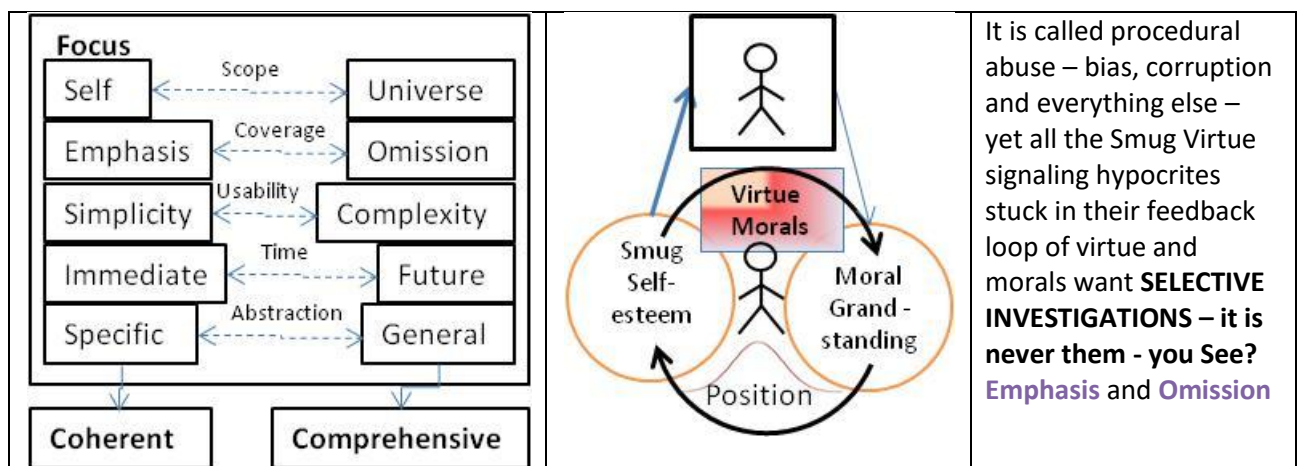 Focus
Scope
Self
Universe
Coverage
Emphasis
Omission
Usability
Simplicity
Complexity
Time
Immediate
Future
Abstraction
Specific
General
Coherent
Comprehensive
Virtue
Morals
Smug
Self-
esteem
Moral
Grand -
standing
Position
It is called procedural
abuse – bias, corruption
and everything else –
yet all the Smug Virtue
signaling hypocrites
stuck in their feedback
loop of virtue and
morals want SELECTIVE
INVESTIGATIONS – it is
never them - you See?
Emphasis and Omission